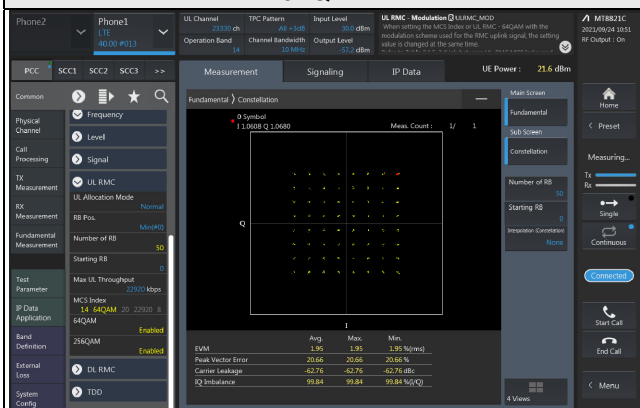 Phone2
Phone1
LTE
40.00 #013
UL Channel
23330 ch
TPC Pattern
All +3dB
Input Level
30.0 dBm
Operation Band
14
Channel Bandwidth
10 MHz
Output Level
-57.2 dBm
UL RMC - Modulation ULRMC_MOD
When setting the MCS Index or UL RMC - 64QAM with the
modulation scheme used for the RMC uplink signal, the setting
value is changed at the same time.
MT8821C
2021/09/24 10:51
RF Output : On
PCC SCC1 SCC2 SCC3 >>
Measurement
Signaling
IP Data
UE Power : 21.6 dBm
Common
Physical
Channel
Call
Processing
TX
Measurement
RX
Measurement
Fundamental
Measurement
Test
Parameter
IP Data
Application
Band
Definition
External
Loss
System
Config
Frequency
Level
Signal
UL RMC
UL Allocation Mode
Normal
RB Pos.
Min(#0)
Number of RB
50
Starting RB
0
Max UL Throughput
22920 kbps
MCS Index
14 64QAM 20 22920 8
64QAM
Enabled
256QAM
Enabled
DL RMC
TDD
Fundamental > Constellation
0 Symbol
I 1.0608 Q 1.0680
Meas. Count : 1/ 1
Q
I
Avg. Max. Min.
EVM 1.95 1.95 1.95 %(rms)
Peak Vector Error 20.66 20.66 20.66 %
Carrier Leakage -62.76 -62.76 -62.76 dBc
IQ Imbalance 99.84 99.84 99.84 %(I/Q)
Main Screen
Fundamental
Sub Screen
Constellation
Number of RB
50
Starting RB
0
Interpolation (Constellation)
None
4 Views
Home
< Preset
Measuring...
Tx
Rx
Single
Continuous
Connected
Start Call
End Call
< Menu